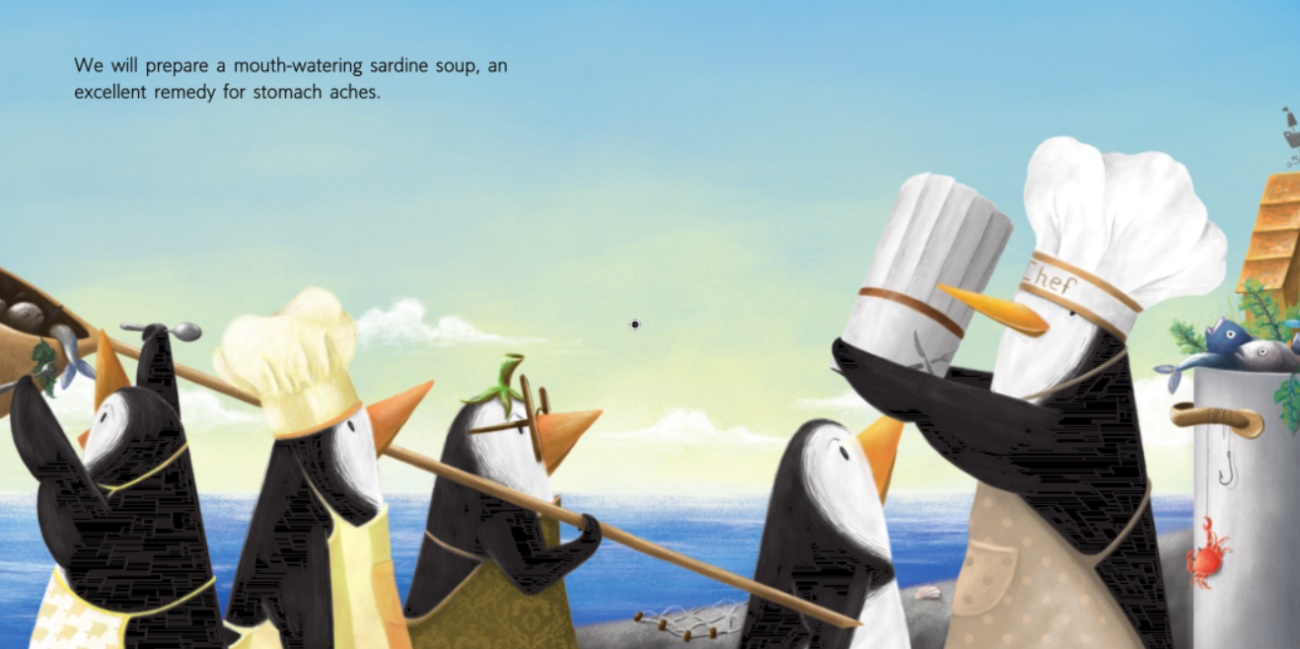 We will prepare a mouth-watering sardine soup, an
excellent remedy for stomach aches.
Chef